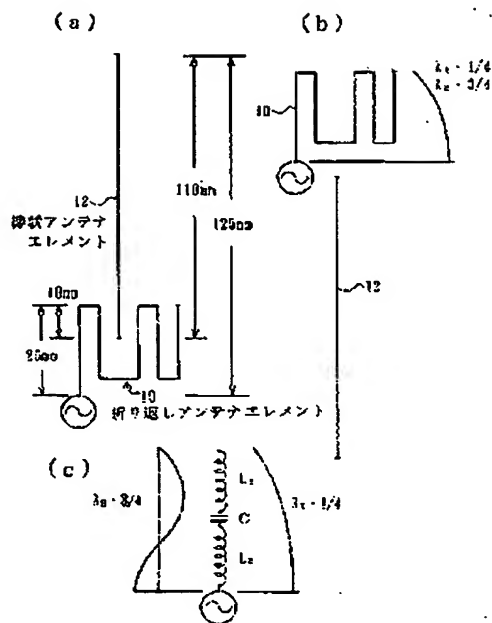 (a)
(b)
λ₁・1/4
λ₂・3/4
10
110mm
125mm
12
棒状アンテナ
エレメント
10mm
25mm
12
10
折り返しアンテナエレメント
(c)
λ₂・3/4
L₁
C
L₂
λ₁・1/4